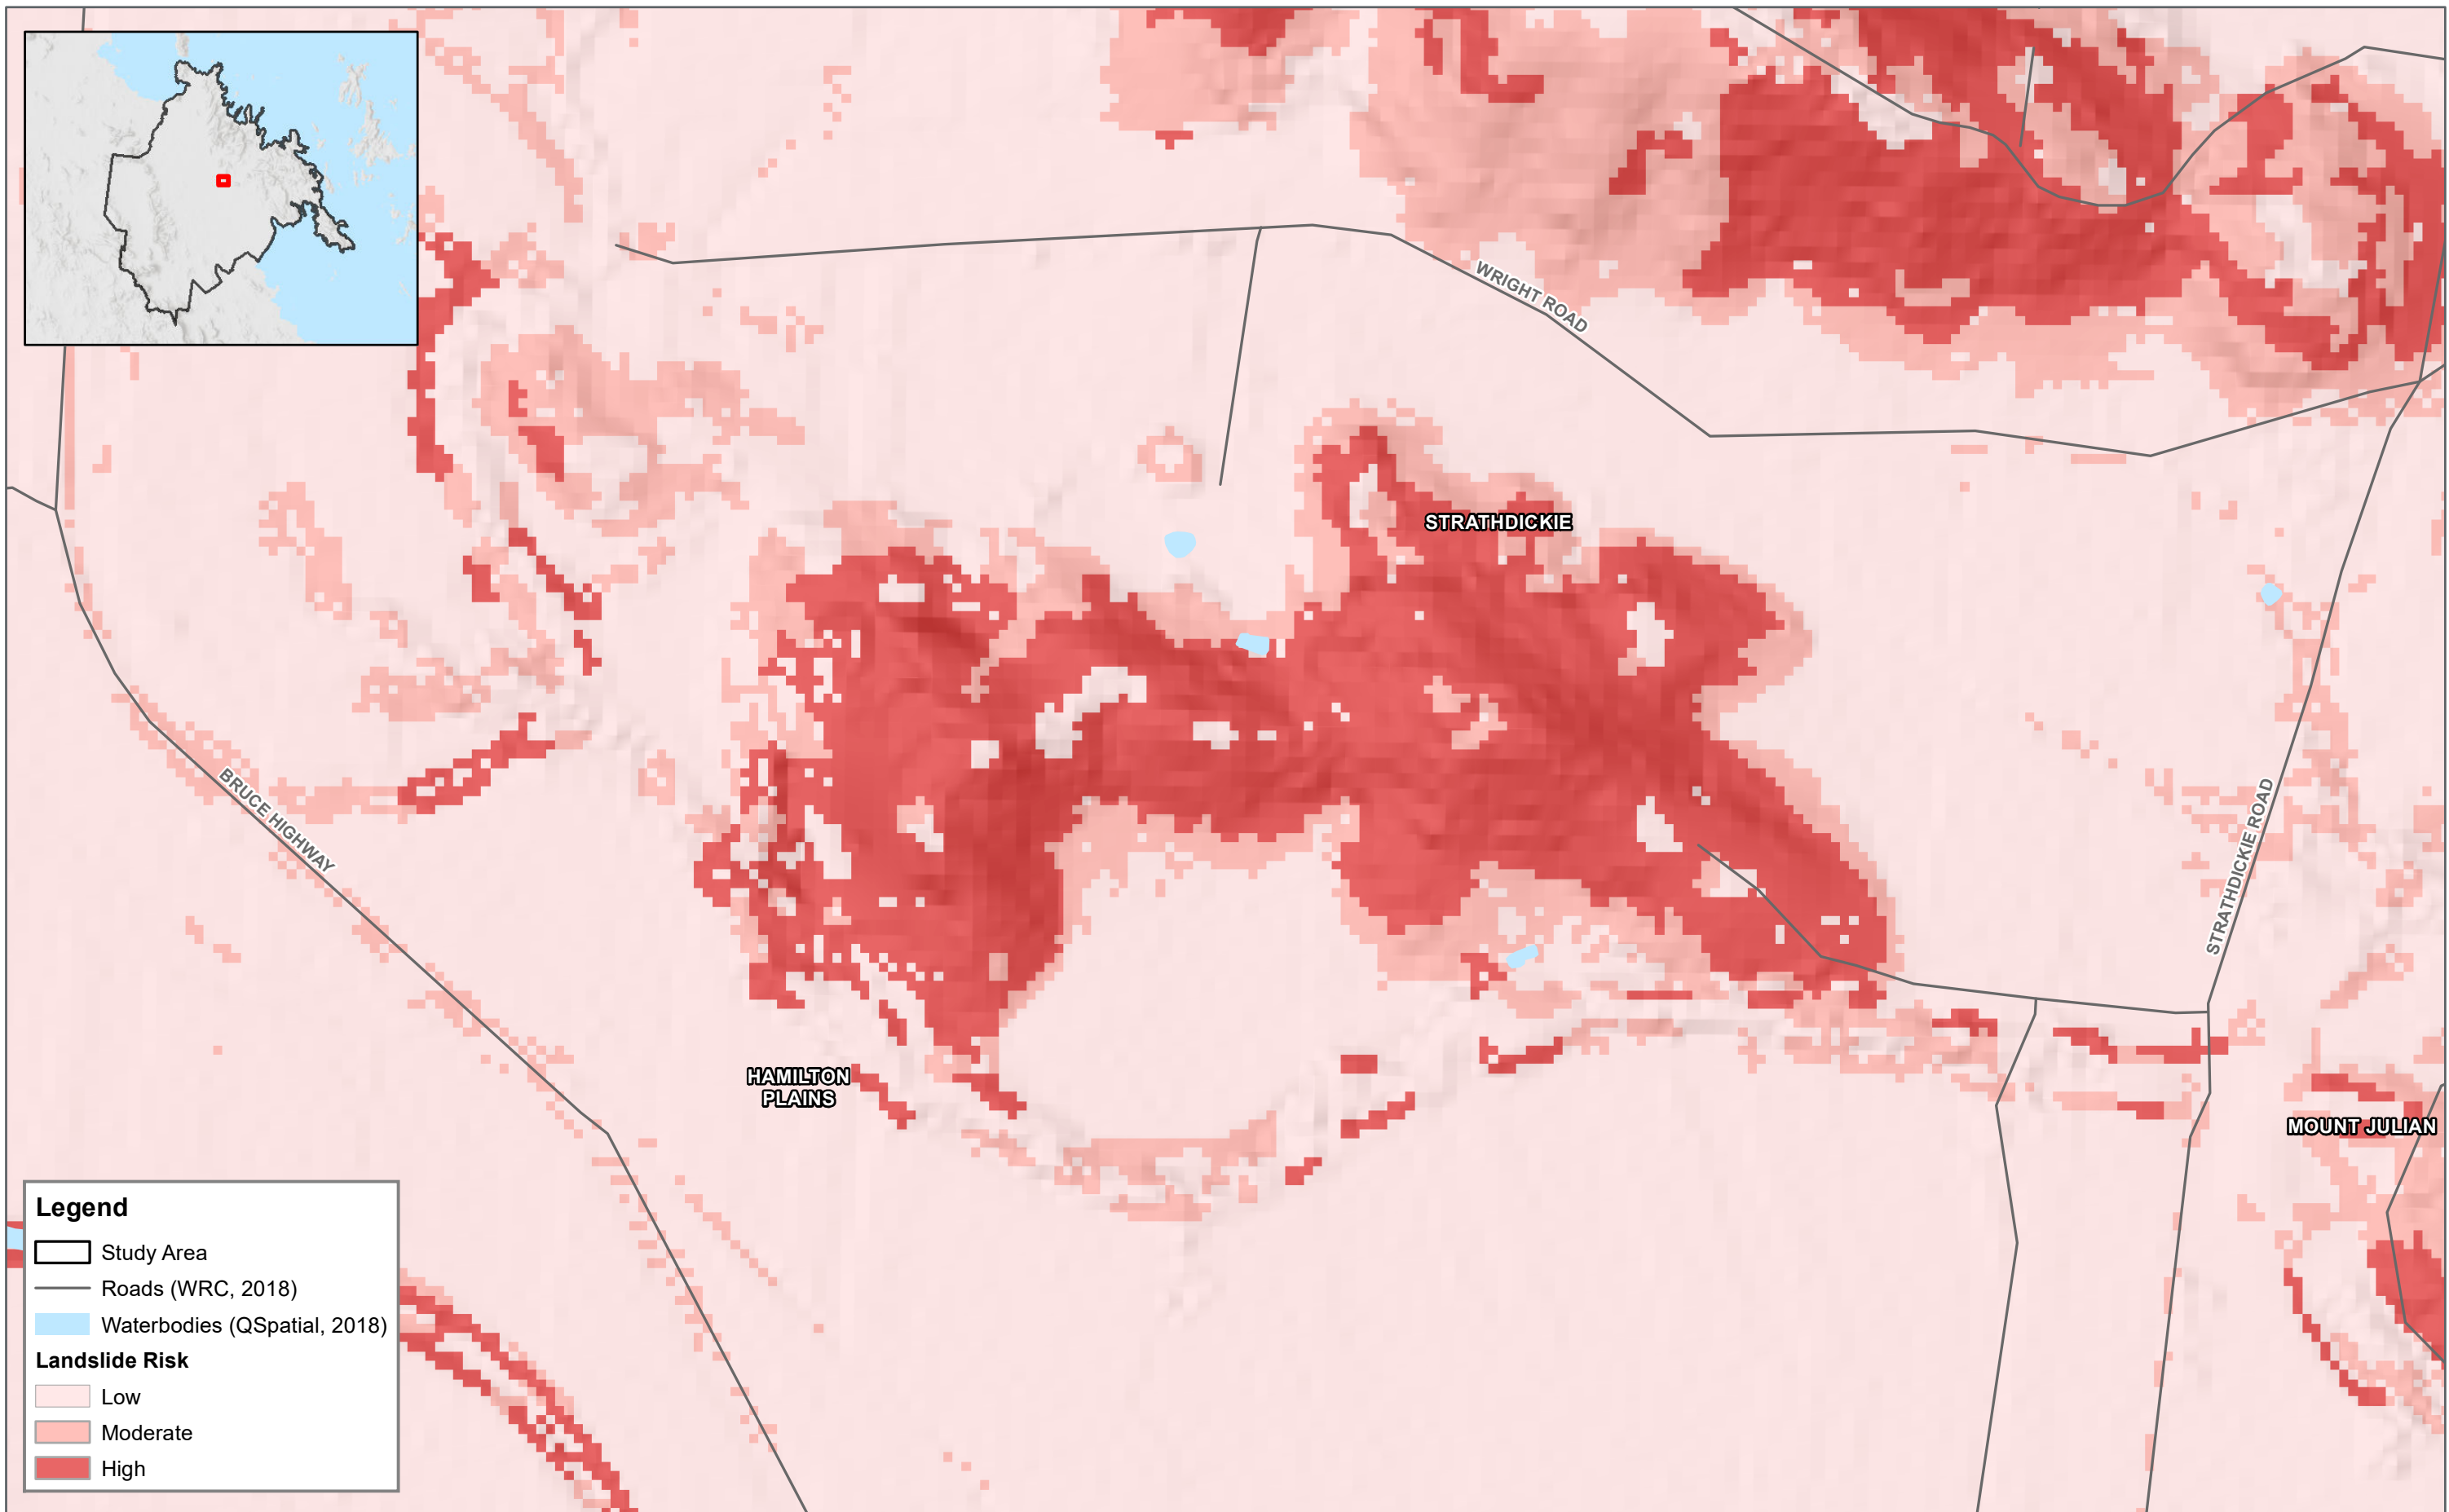 WRIGHT ROAD
STRATHDICKIE
BRUCE HIGHWAY
STRATHDICKIE ROAD
HAMILTON
PLAINS
MOUNT JULIAN
Legend
Study Area
Roads (WRC, 2018)
Waterbodies (QSpatial, 2018)
Landslide Risk
Low
Moderate
High